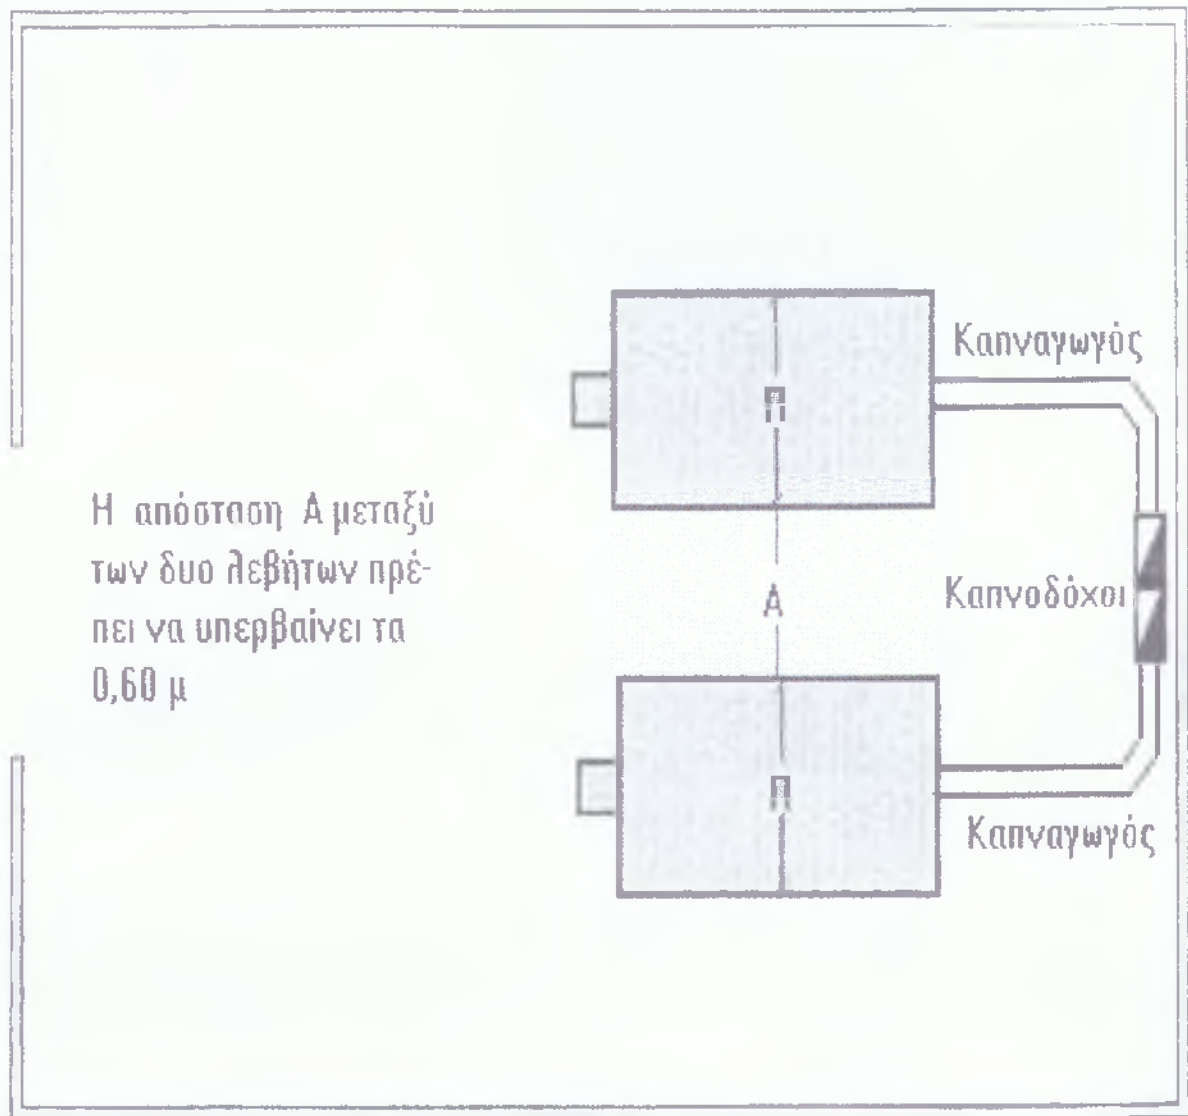 Καπναγωγός
Π
Η απόσταση Α μεταξύ
των δυο λεβήτων πρέ-
πει να υπερβαίνει τα
0,60 μ
Α
Καπνοδόχοι
Π
Καπναγωγός